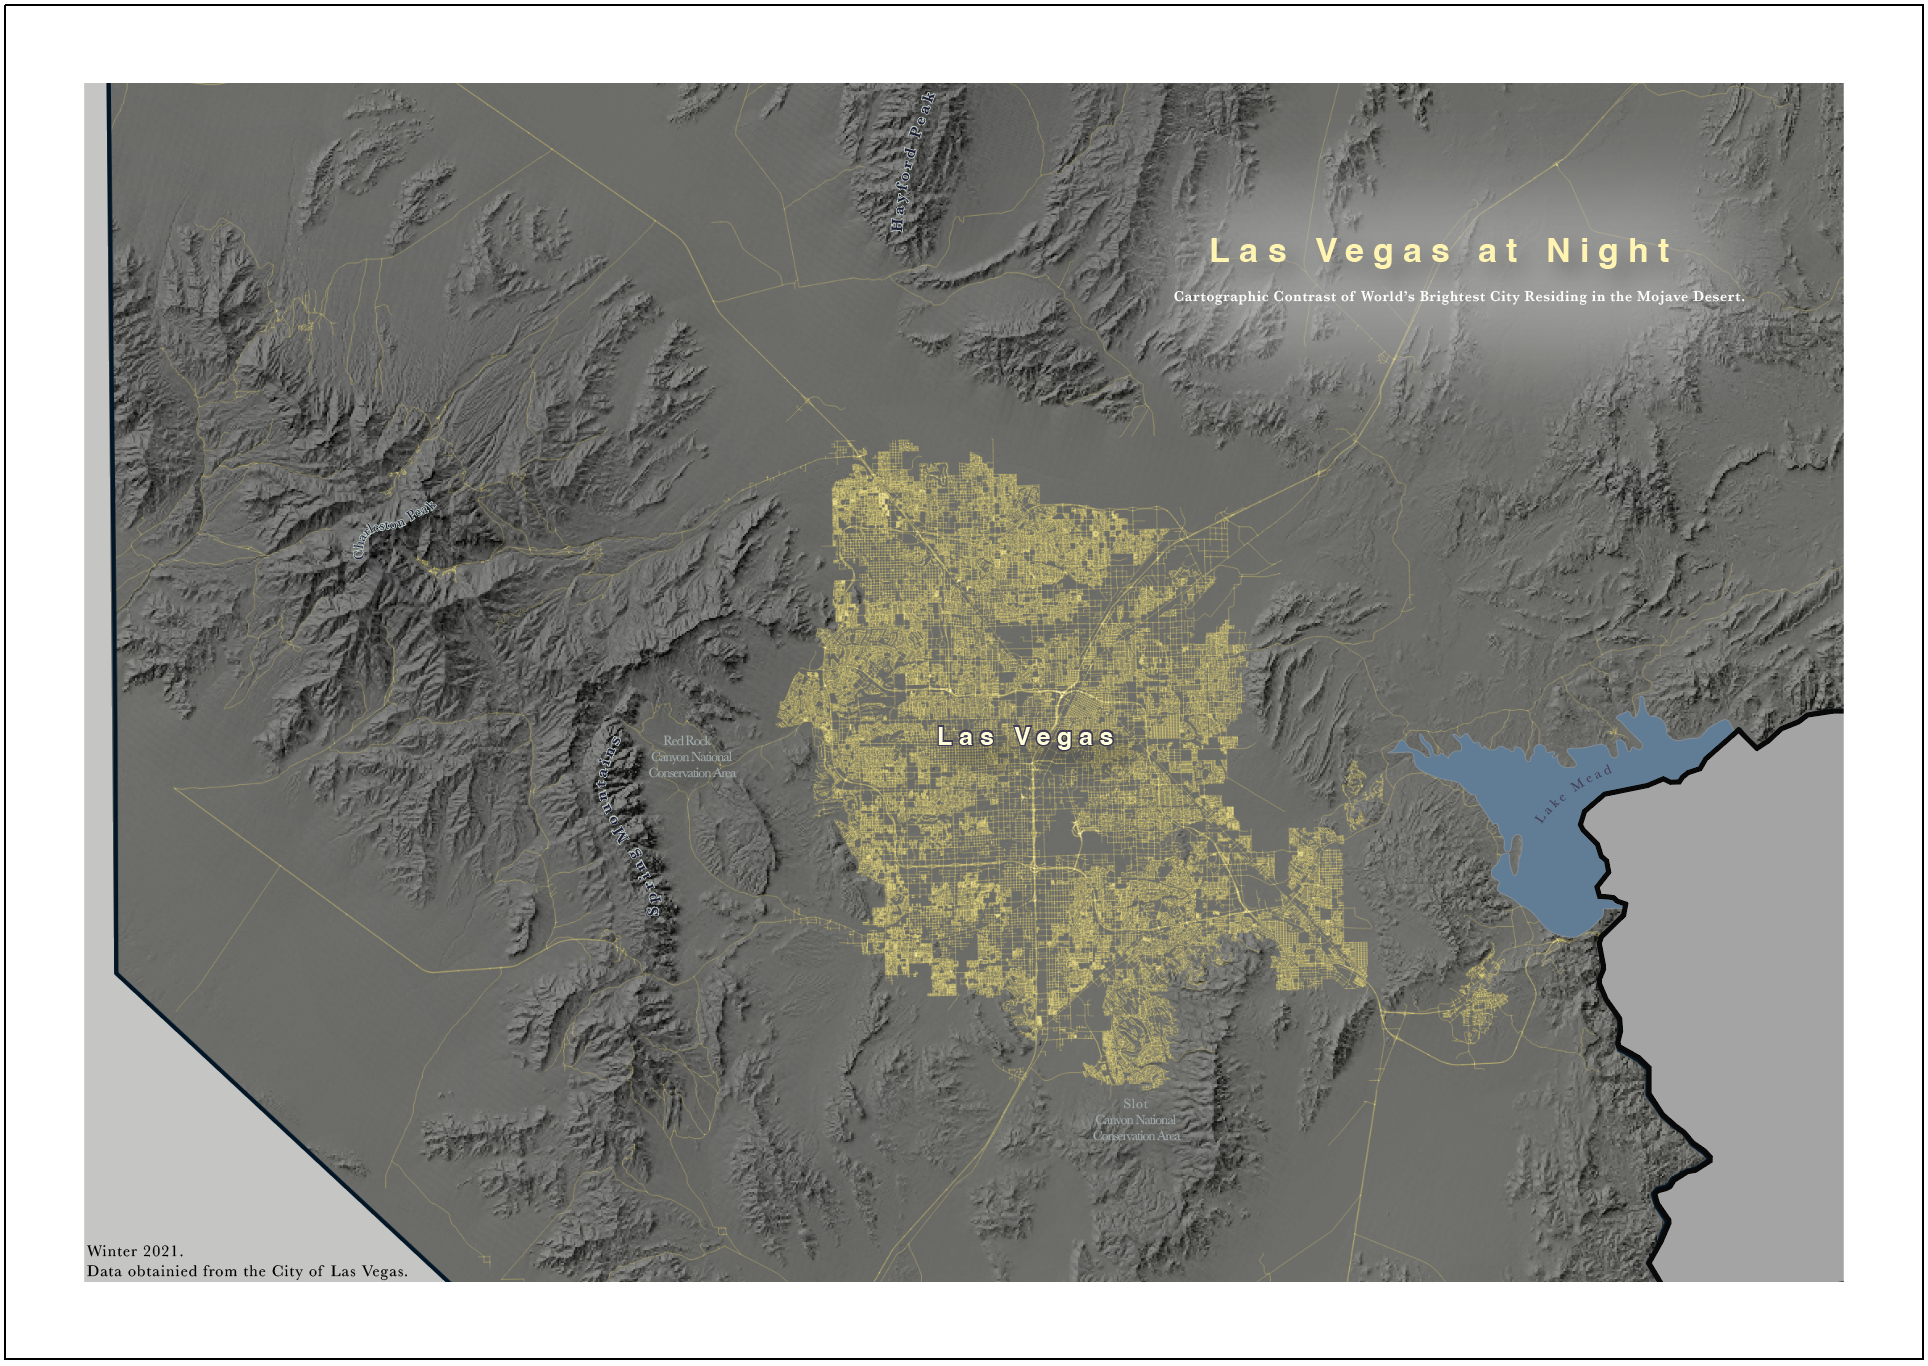 Hayford Peak
Las Vegas at Night
Cartographic Contrast of World’s Brightest City Residing in the Mojave Desert.
Charleston Peak
Las Vegas
Red Rock
Canyon National
Conservation Area
Spring Mountains
Lake Mead
Slot
Canyon National
Conservation Area
Winter 2021.
Data obtainied from the City of Las Vegas.